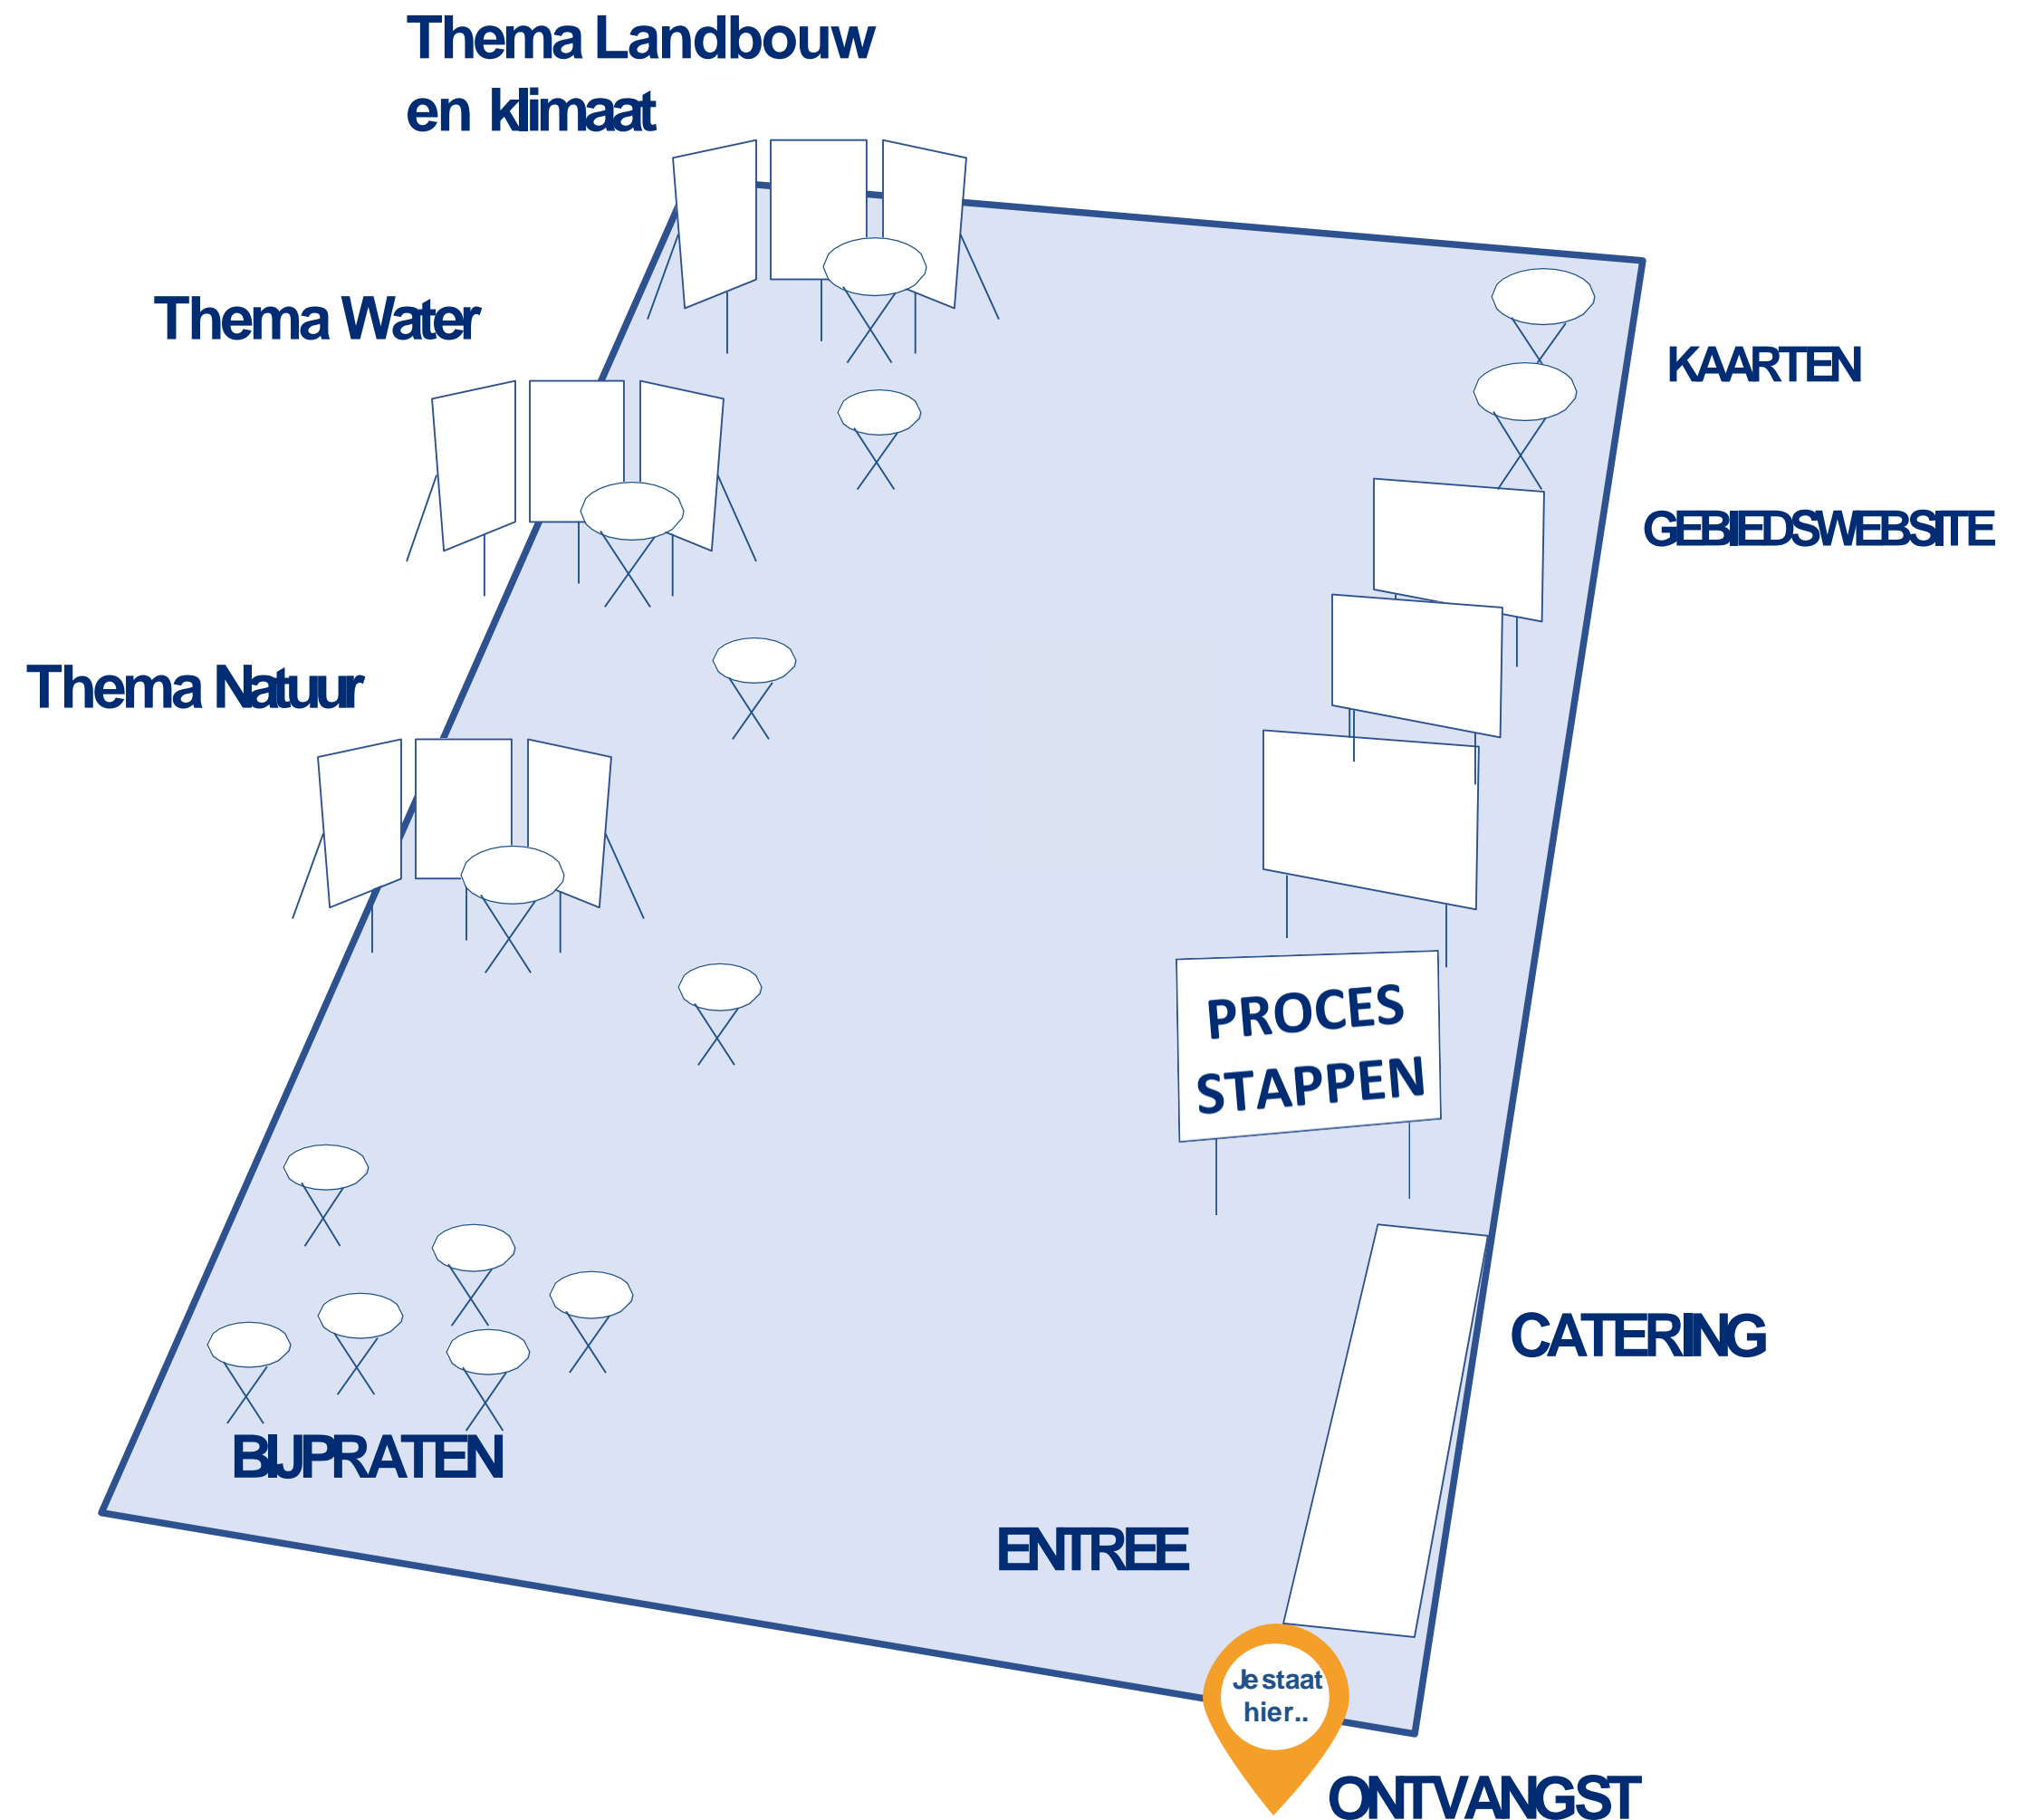 Thema Landbouw
en klimaat
Thema Water
KAARTEN
GEBIEDSWEBSITE
Thema Natuur
PROCES
STAPPEN
CATERING
BIJPRATEN
ENTREE
Je staat
hier..
ONTVANGST